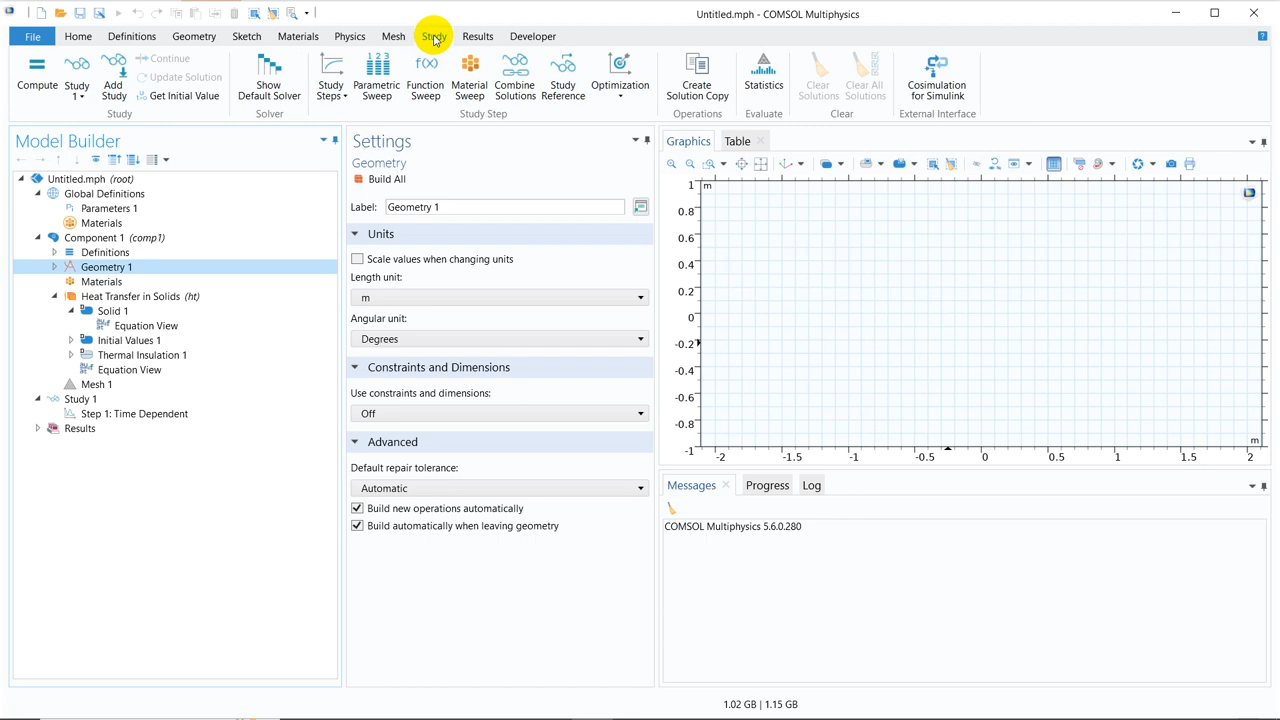 Untitled.mph - COMSOL Multiphysics
File Home Definitions Geometry Sketch Materials Physics Mesh Study Results Developer
Compute
Study 1
Add Study
Continue
Update Solution
Get Initial Value
Study
Show Default Solver
Solver
Study Steps
Parametric Sweep
Function Sweep
Material Sweep
Combine Solutions
Study Reference
Optimization
Study Step
Create Solution Copy
Operations
Statistics
Evaluate
Clear Solutions
Clear All Solutions
Clear
Cosimulation for Simulink
External Interface
Model Builder
Untitled.mph (root)
Global Definitions
Pi Parameters 1
Materials
Component 1 (comp1)
Definitions
Geometry 1
Materials
Heat Transfer in Solids (ht)
Solid 1
Equation View
Initial Values 1
Thermal Insulation 1
Equation View
Mesh 1
Study 1
Step 1: Time Dependent
Results
Settings
Geometry
Build All
Label: Geometry 1
Units
Scale values when changing units
Length unit:
m
Angular unit:
Degrees
Constraints and Dimensions
Use constraints and dimensions:
Off
Advanced
Default repair tolerance:
Automatic
Build new operations automatically
Build automatically when leaving geometry
Graphics Table
1 m
0.8
0.6
0.4
0.2
0
-0.2
-0.4
-0.6
-0.8
-1 m
-2 -1.5 -1 -0.5 0 0.5 1 1.5 2
Messages Progress Log
COMSOL Multiphysics 5.6.0.280
1.02 GB | 1.15 GB